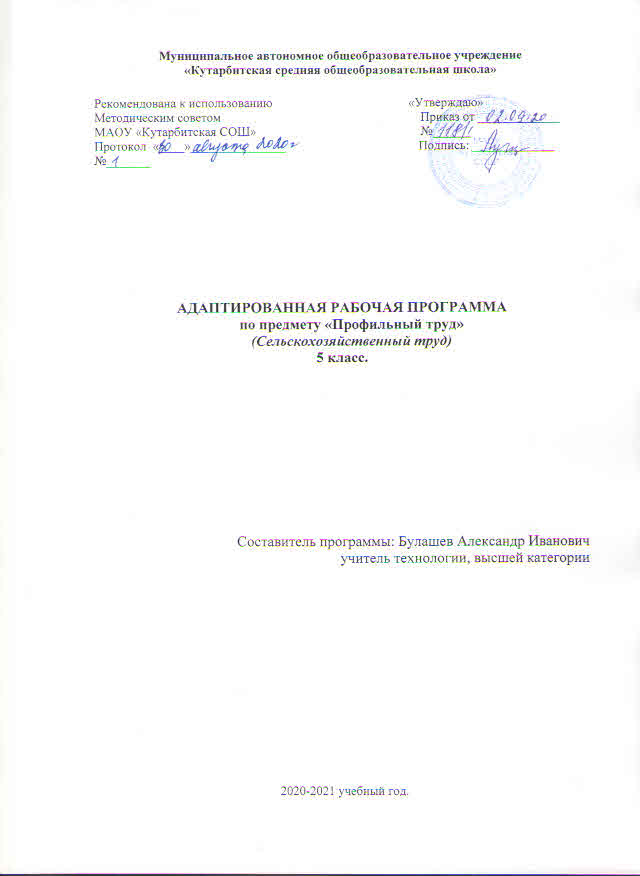 Муниципальное автономное общеобразовательное учреждение
«Кутарбитская средняя общеобразовательная школа»
Рекомендована к использованию
Методическим советом
МАОУ «Кутарбитская СОШ»
Протокол «30» августа 2020г
№ 1
«Утверждаю»
Приказ от 02.09.20
№ 118/1
Подпись:
АДАПТИРОВАННАЯ РАБОЧАЯ ПРОГРАММА
по предмету «Профильный труд»
(Сельскохозяйственный труд)
5 класс.
Составитель программы: Булашев Александр Иванович
учитель технологии, высшей категории
2020-2021 учебный год.